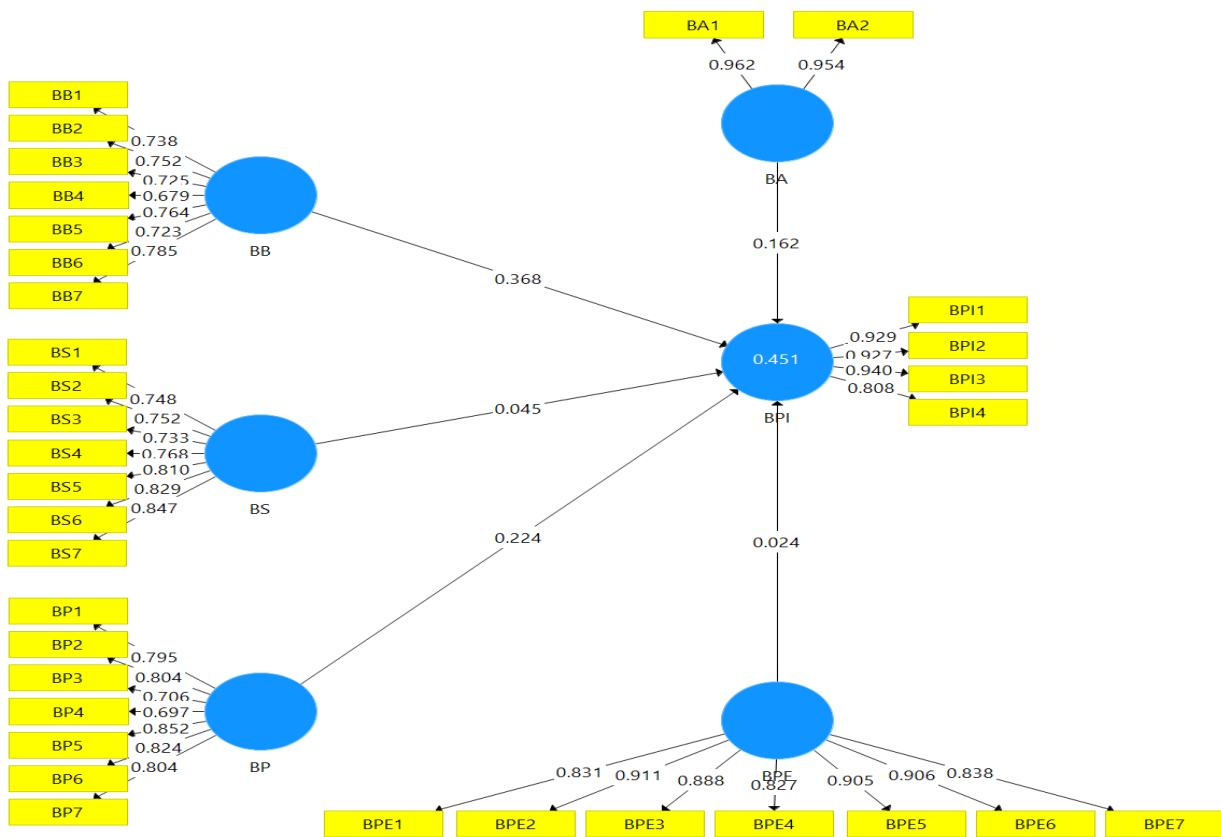 BA1
BA2
0.962
0.954
BA
0.162
BB1
BB2
BB3
BB4
BB5
BB6
BB7
0.738
0.752
0.725
0.679
0.764
0.723
0.785
BB
0.368
BPI1
BPI2
BPI3
BPI4
0.929
0.927
0.940
0.808
0.451
BPI
BS1
BS2
BS3
BS4
BS5
BS6
BS7
0.748
0.752
0.733
0.768
0.810
0.829
0.847
BS
0.045
BP1
BP2
BP3
BP4
BP5
BP6
BP7
0.795
0.804
0.706
0.697
0.852
0.824
0.804
BP
0.224
0.024
BPE
0.831
0.911
0.888
0.827
0.905
0.906
0.838
BPE1
BPE2
BPE3
BPE4
BPE5
BPE6
BPE7